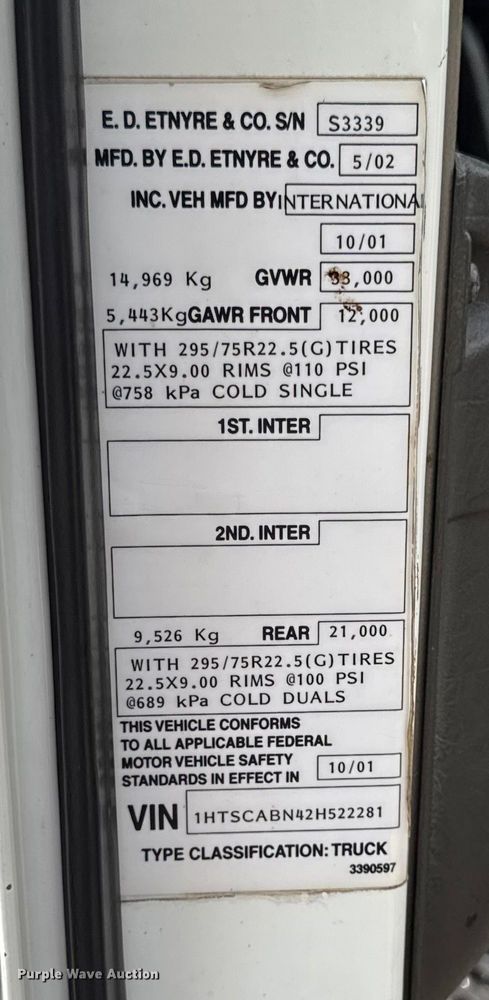 E. D. ETNYRE & CO. S/N S3339
MFD. BY E.D. ETNYRE & CO. 5/02
INC. VEH MFD BY INTERNATIONAL
10/01
14,969 Kg GVWR 33,000
5,443Kg GAWR FRONT 12,000
WITH 295/75R22.5(G)TIRES
22.5X9.00 RIMS @110 PSI
@758 kPa COLD SINGLE
1ST. INTER
2ND. INTER
9,526 Kg REAR 21,000
WITH 295/75R22.5(G)TIRES
22.5X9.00 RIMS @100 PSI
@689 kPa COLD DUALS
THIS VEHICLE CONFORMS
TO ALL APPLICABLE FEDERAL
MOTOR VEHICLE SAFETY
STANDARDS IN EFFECT IN 10/01
VIN 1HTSCABN42H522281
TYPE CLASSIFICATION: TRUCK
3390597
Purple Wave Auction